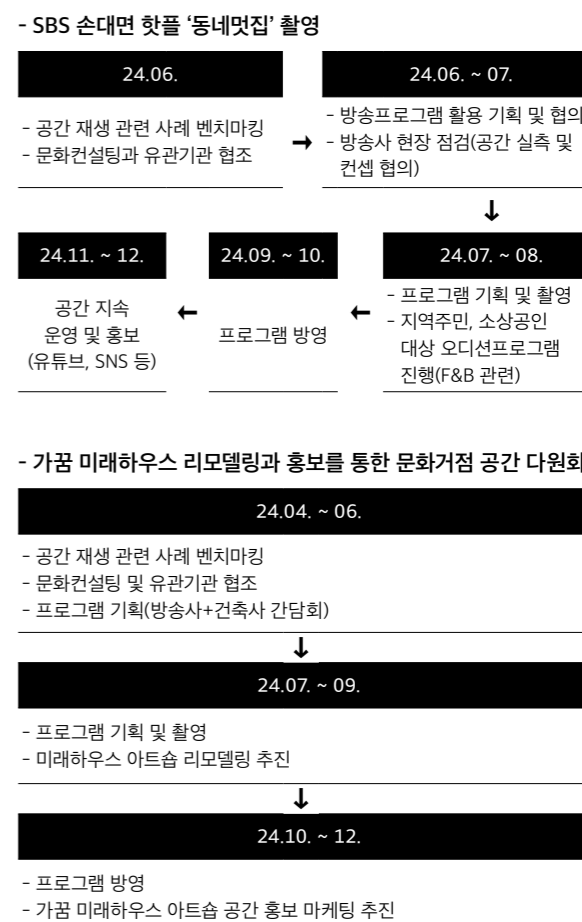 - SBS 손대면 핫플 ‘동네멋집’ 촬영
24.06.
- 공간 재생 관련 사례 벤치마킹
- 문화컨설팅과 유관기관 협조
→
24.06. ~ 07.
- 방송프로그램 활용 기획 및 협의
- 방송사 현장 점검(공간 실측 및
컨셉 협의)
↓
24.07. ~ 08.
- 프로그램 기획 및 촬영
- 지역주민, 소상공인
대상 오디션프로그램
진행(F&B 관련)
←
24.09. ~ 10.
프로그램 방영
←
24.11. ~ 12.
공간 지속
운영 및 홍보
(유튜브, SNS 등)
- 가꿈 미래하우스 리모델링과 홍보를 통한 문화거점 공간 다원화
24.04. ~ 06.
- 공간 재생 관련 사례 벤치마킹
- 문화컨설팅 및 유관기관 협조
- 프로그램 기획(방송사+건축사 간담회)
↓
24.07. ~ 09.
- 프로그램 기획 및 촬영
- 미래하우스 아트숍 리모델링 추진
↓
24.10. ~ 12.
- 프로그램 방영
- 가꿈 미래하우스 아트숍 공간 홍보 마케팅 추진